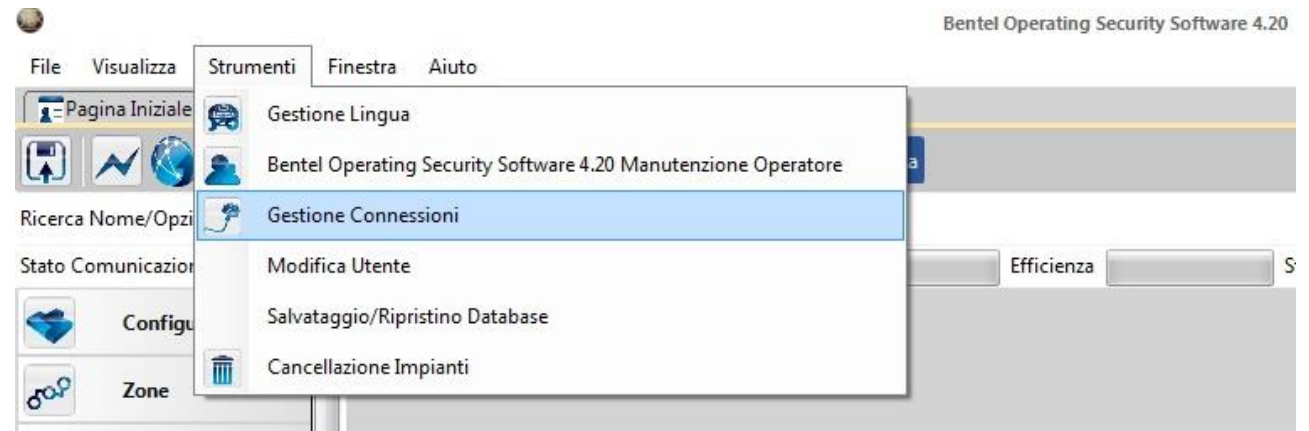 Bentel Operating Security Software 4.20
File Visualizza Strumenti Finestra Aiuto
Pagina Iniziale
Gestione Lingua
Bentel Operating Security Software 4.20 Manutenzione Operatore
a
Gestione Connessioni
Ricerca Nome/Opzi
Modifica Utente
Stato Comunicazion
Efficienza
S
Salvataggio/Ripristino Database
Configu
Cancellazione Impianti
Zone